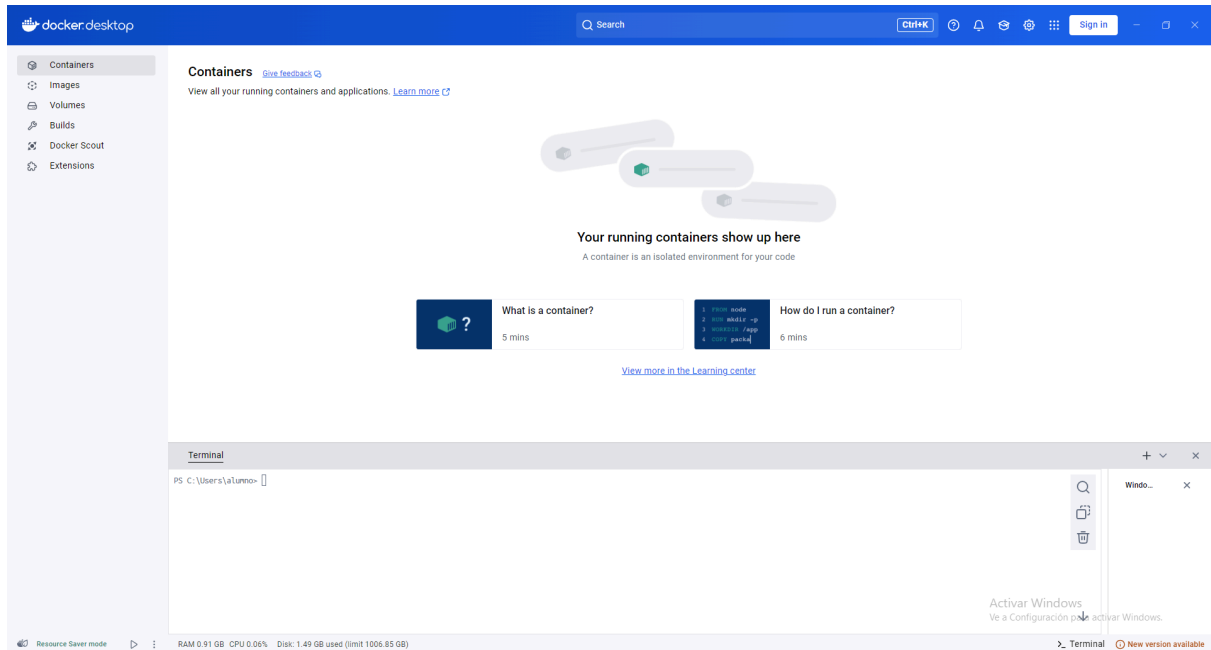 docker.desktop
Search
Ctrl+K
Sign in
Containers
Images
Volumes
Builds
Docker Scout
Extensions
Containers Give feedback
View all your running containers and applications. Learn more
Your running containers show up here
A container is an isolated environment for your code
?
What is a container?
5 mins
1 FROM node
2 RUN mkdir -p
3 WORKDIR /app
4 COPY packa
How do I run a container?
6 mins
View more in the Learning center
Terminal
PS C:\Users\alumno>
Windo...
Activar Windows
Ve a Configuración para activar Windows.
Resource Saver mode
RAM 0.91 GB CPU 0.06% Disk: 1.49 GB used (limit 1006.85 GB)
Terminal
New version available